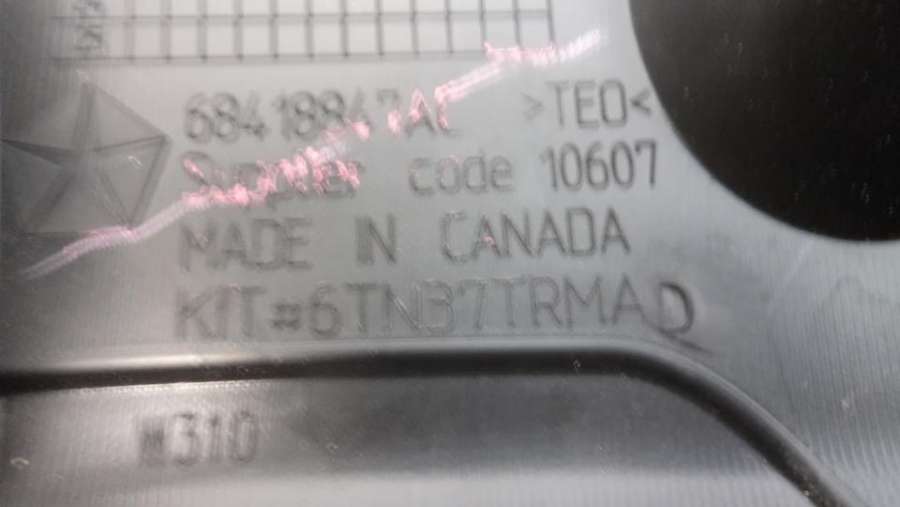 68418847AC >TEO<
Supplier code 10607
MADE IN CANADA
KIT#6TN37TRMAD
M310